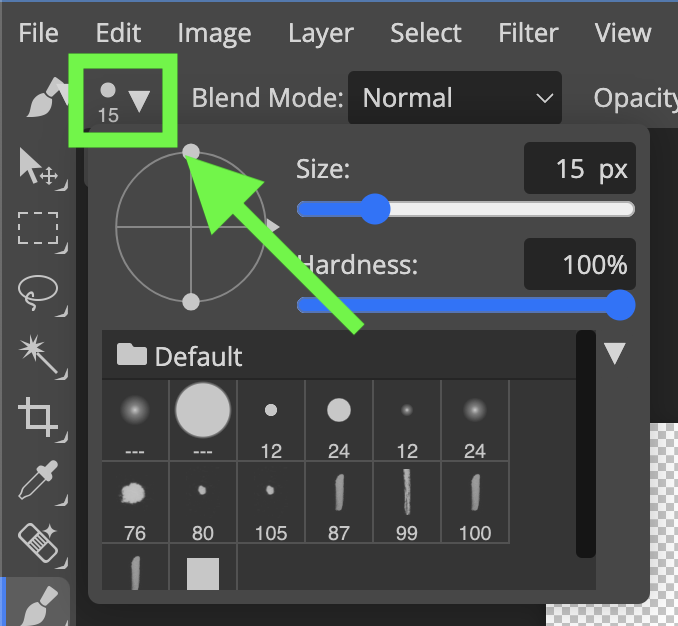 File Edit Image Layer Select Filter View
15 Blend Mode: Normal Opacity
Size: 15 px
Hardness: 100%
Default
--- --- 12 24 12 24
76 80 105 87 99 100